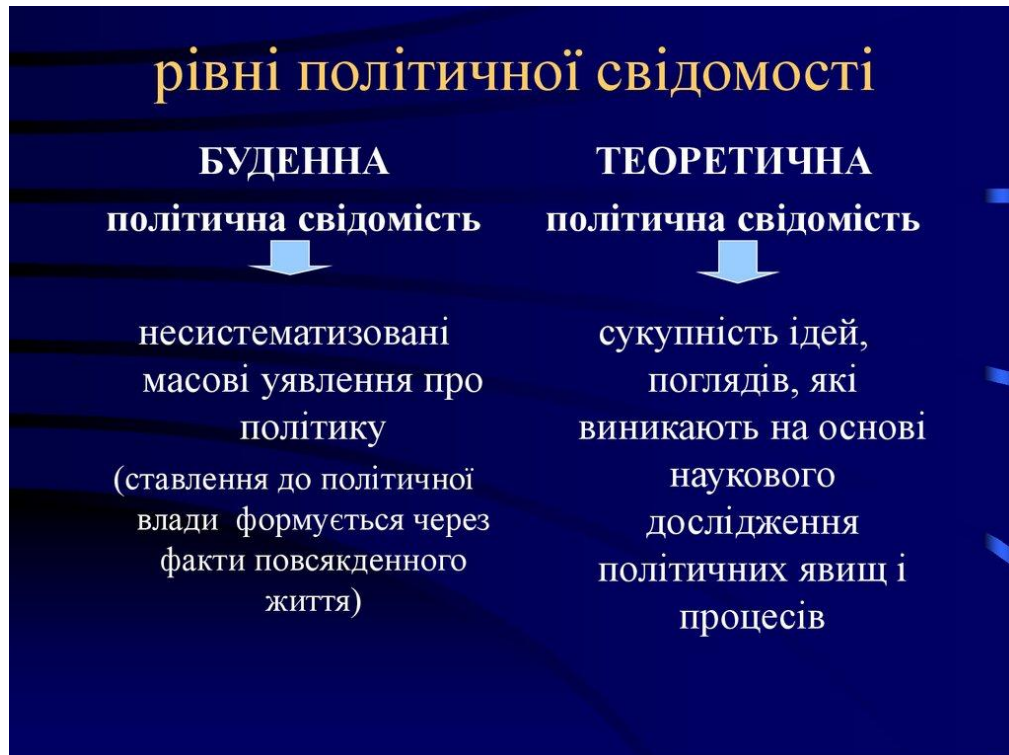 рівні політичної свідомості
БУДЕННА
політична свідомість
несистематизовані
масові уявлення про
політику
(ставлення до політичної
влади формується через
факти повсякденного
життя)
ТЕОРЕТИЧНА
політична свідомість
сукупність ідей,
поглядів, які
виникають на основі
наукового
дослідження
політичних явищ і
процесів